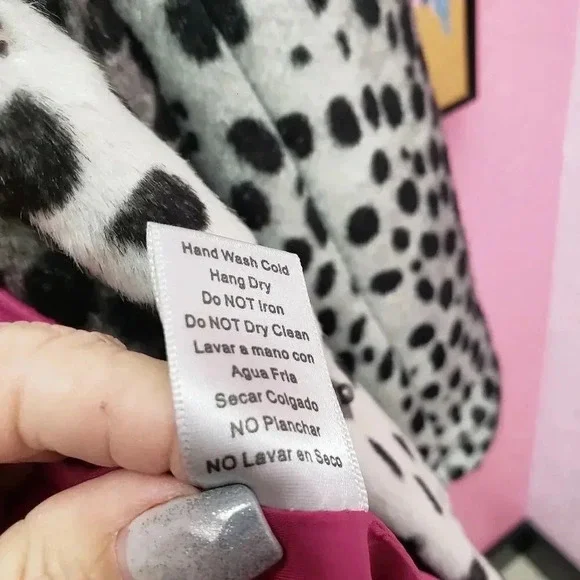 Hand Wash Cold
Hang Dry
Do NOT Iron
Do NOT Dry Clean
Lavar a mano con
Agua Fria
Secar Colgado
NO Planchar
NO Lavar en Seco